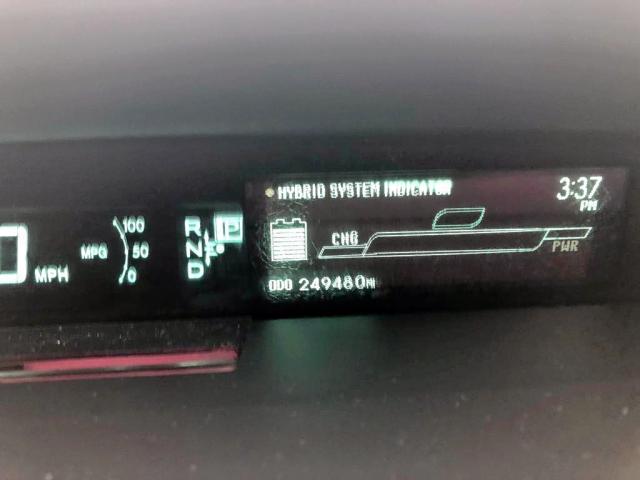 HYBRID SYSTEM INDICATOR
3:37
PM
100
MPG 50
0
MPH
R
N
D
P
CHG
PWR
ODO 249480MI